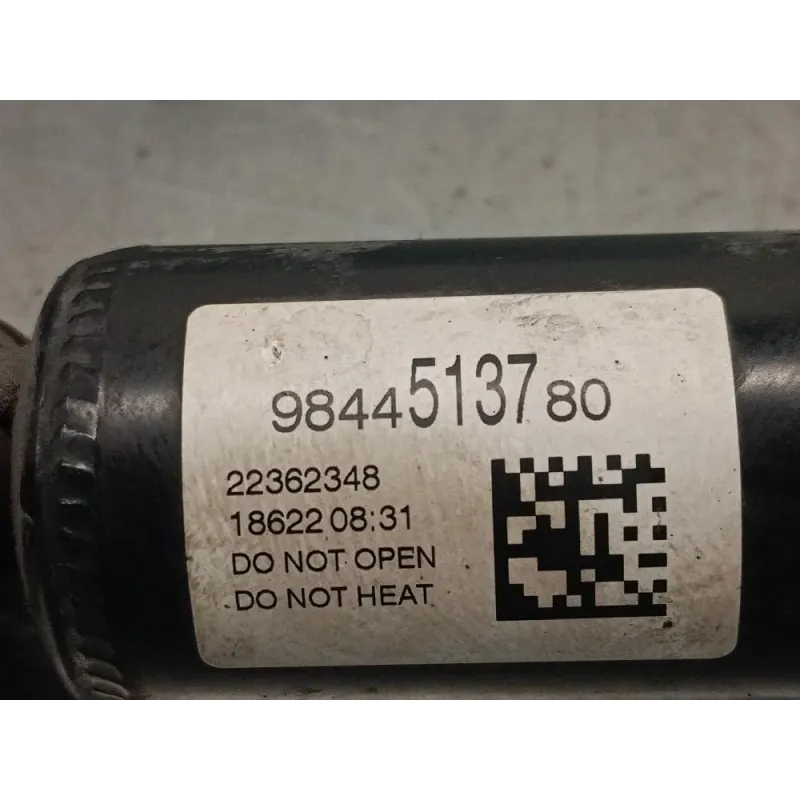 9844513780
22362348
18622 08:31
DO NOT OPEN
DO NOT HEAT